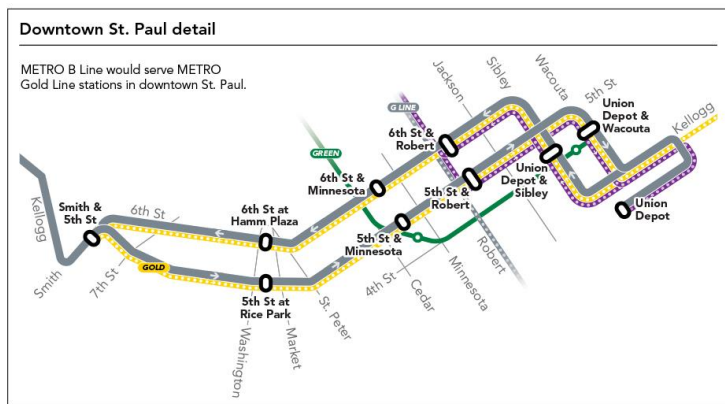 Downtown St. Paul detail
METRO B Line would serve METRO
Gold Line stations in downtown St. Paul.
Jackson
Sibley
Wacouta
5th St
G LINE
Union
Depot &
Wacouta
Kellogg
6th St &
Robert
GREEN
6th St &
Minnesota
Union
Depot &
Sibley
5th St &
Robert
Union
Depot
Kellogg
Smith &
5th St
6th St
6th St at
Hamm Plaza
5th St &
Minnesota
Robert
Smith
7th St
GOLD
4th St
Minnesota
Cedar
St. Peter
5th St at
Rice Park
Market
Washington